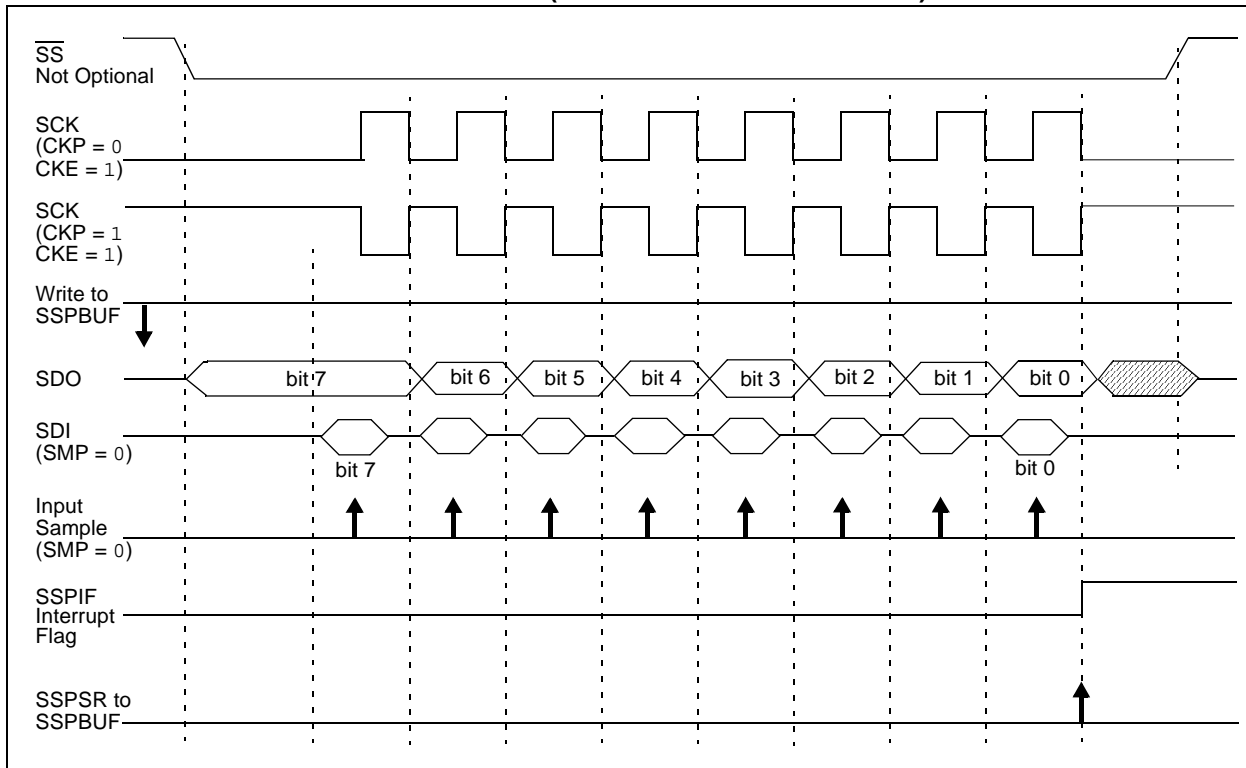 SS
Not Optional
SCK
(CKP = 0
CKE = 1)
SCK
(CKP = 1
CKE = 1)
Write to
SSPBUF
SDO
bit 7 bit 6 bit 5 bit 4 bit 3 bit 2 bit 1 bit 0
SDI
(SMP = 0)
bit 7 bit 0
Input
Sample
(SMP = 0)
SSPIF
Interrupt
Flag
SSPSR to
SSPBUF